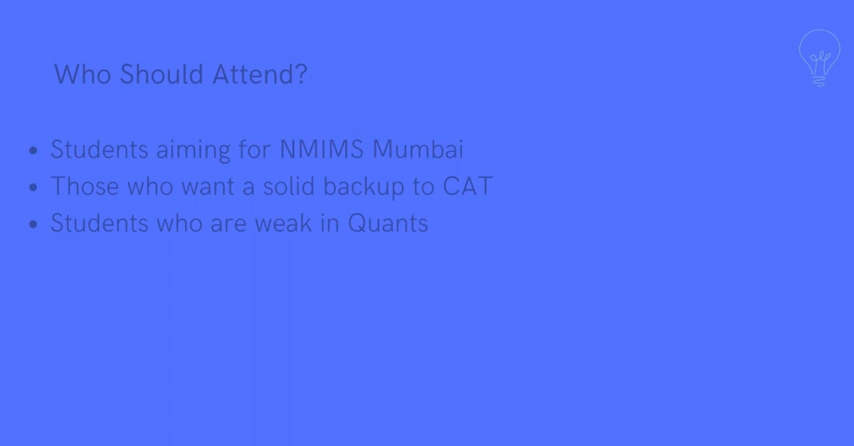 Who Should Attend?
• Students aiming for NMIMS Mumbai
• Those who want a solid backup to CAT
• Students who are weak in Quants